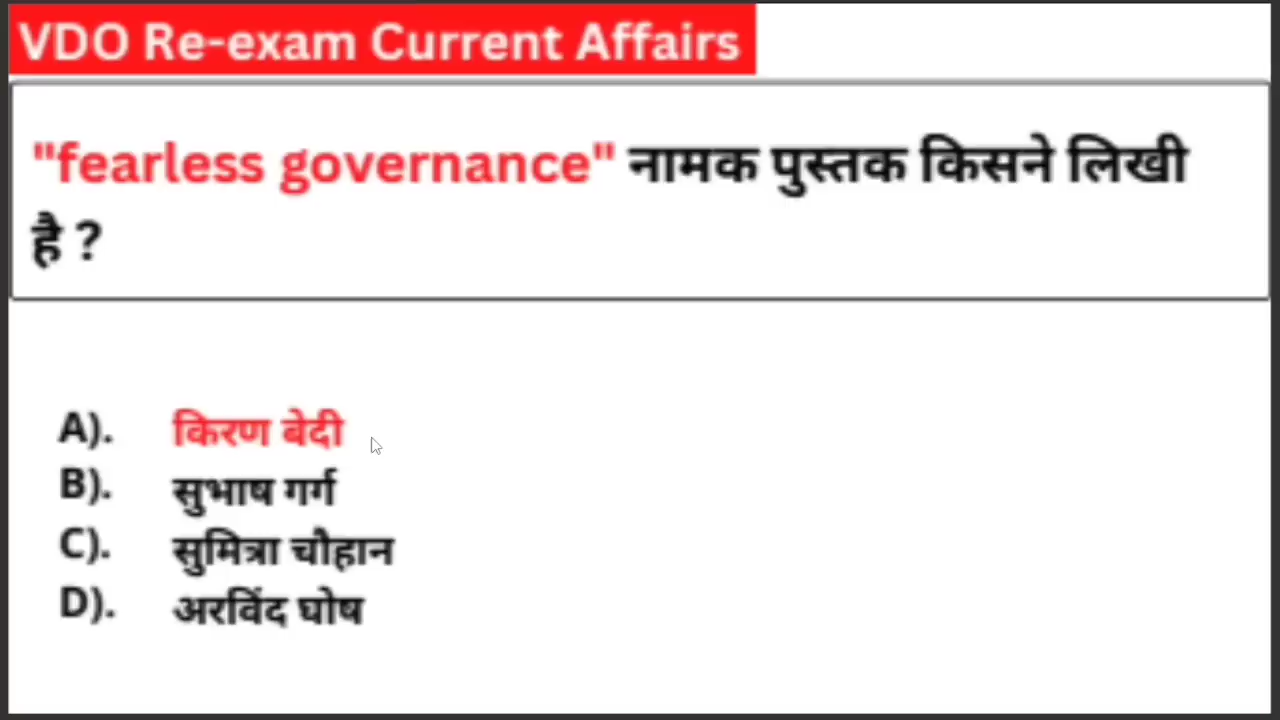 VDO Re-exam Current Affairs
"fearless governance" नामक पुस्तक किसने लिखी
है ?
A). किरण बेदी
B). सुभाष गर्ग
C). सुमित्रा चौहान
D). अरविंद घोष